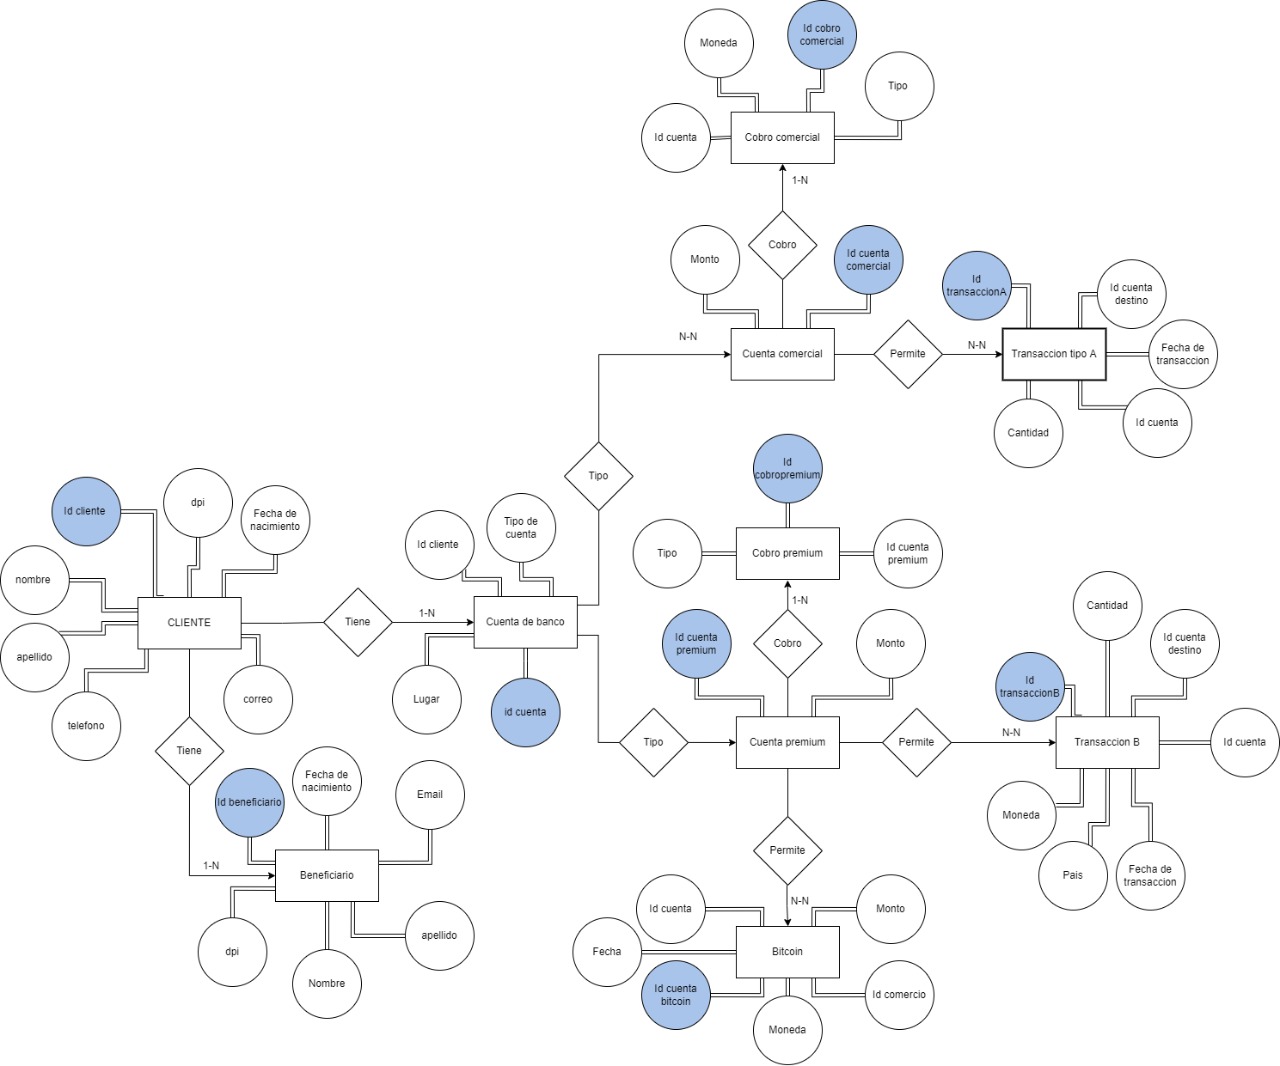 Id cobro
comercial
Moneda
Tipo
Id cuenta
Cobro comercial
1-N
Cobro
Monto
Id cuenta
comercial
Id
transaccionA
Id cuenta
destino
N-N
Cuenta comercial
Permite
N-N
Transaccion tipo A
Fecha de
transaccion
Cantidad
Id cuenta
Tipo
Id
cobropremium
Id cliente
dpi
Fecha de
nacimiento
Id cliente
Tipo de
cuenta
Tipo
Cobro premium
Id cuenta
premium
nombre
1-N
Cantidad
CLIENTE
Tiene
1-N
Cuenta de banco
Id cuenta
premium
Cobro
Monto
Id cuenta
destino
apellido
Id
transaccionB
telefono
correo
Lugar
id cuenta
Tiene
Tipo
Cuenta premium
Permite
N-N
Transaccion B
Id cuenta
Id beneficiario
Fecha de
nacimiento
Email
Moneda
Permite
1-N
Beneficiario
Pais
Fecha de
transaccion
N-N
Id cuenta
Monto
dpi
apellido
Fecha
Bitcoin
Nombre
Id cuenta
bitcoin
Id comercio
Moneda